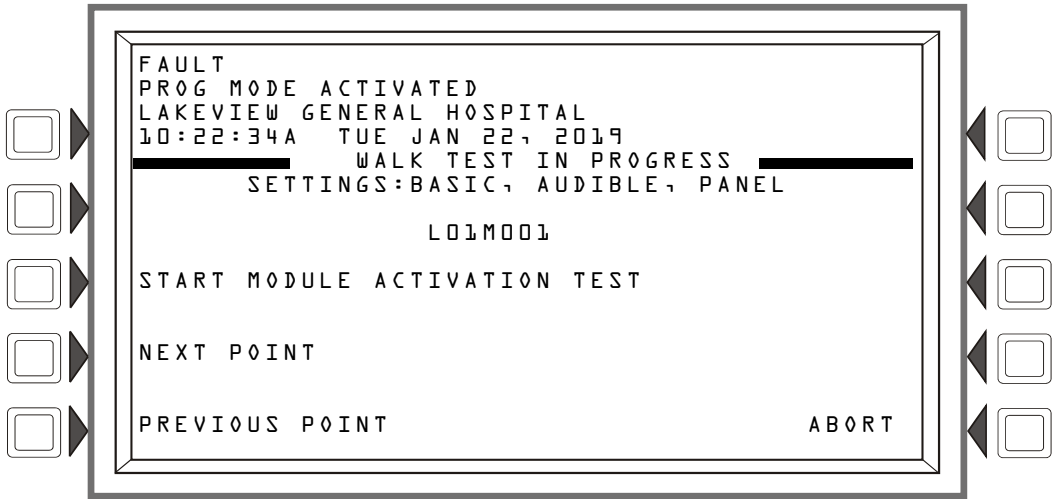 FAULT
PROG MODE ACTIVATED
LAKEVIEW GENERAL HOSPITAL
10:22:34A TUE JAN 22, 2019
WALK TEST IN PROGRESS
SETTINGS:BASIC, AUDIBLE, PANEL
L01M001
START MODULE ACTIVATION TEST
NEXT POINT
PREVIOUS POINT ABORT